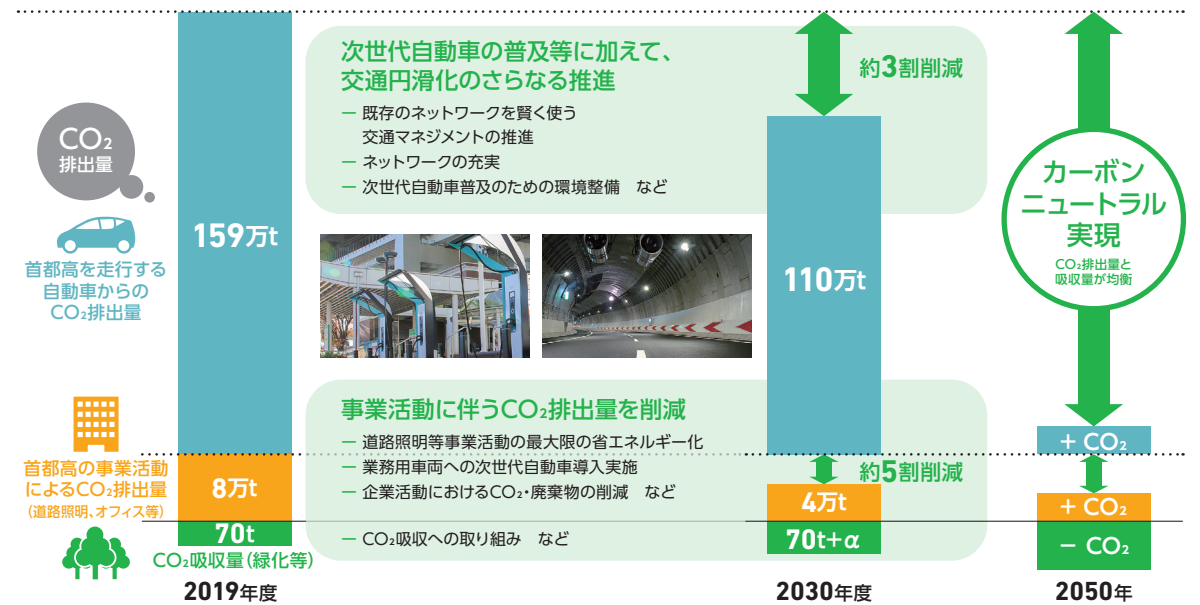 CO₂
排出量
首都高を走行する
自動車からの
CO₂排出量
首都高の事業活動
によるCO₂排出量
(道路照明、オフィス等)
159万t
8万t
70t
CO₂吸収量(緑化等)
2019年度
次世代自動車の普及等に加えて、
交通円滑化のさらなる推進
― 既存のネットワークを賢く使う
交通マネジメントの推進
― ネットワークの充実
― 次世代自動車普及のための環境整備 など
事業活動に伴うCO₂排出量を削減
― 道路照明等事業活動の最大限の省エネルギー化
― 業務用車両への次世代自動車導入実施
― 企業活動におけるCO₂・廃棄物の削減 など
― CO₂吸収への取り組み など
約3割削減
110万t
約5割削減
4万t
70t+α
2030年度
カーボン
ニュートラル
実現
CO₂排出量と
吸収量が均衡
+ CO₂
+ CO₂
− CO₂
2050年